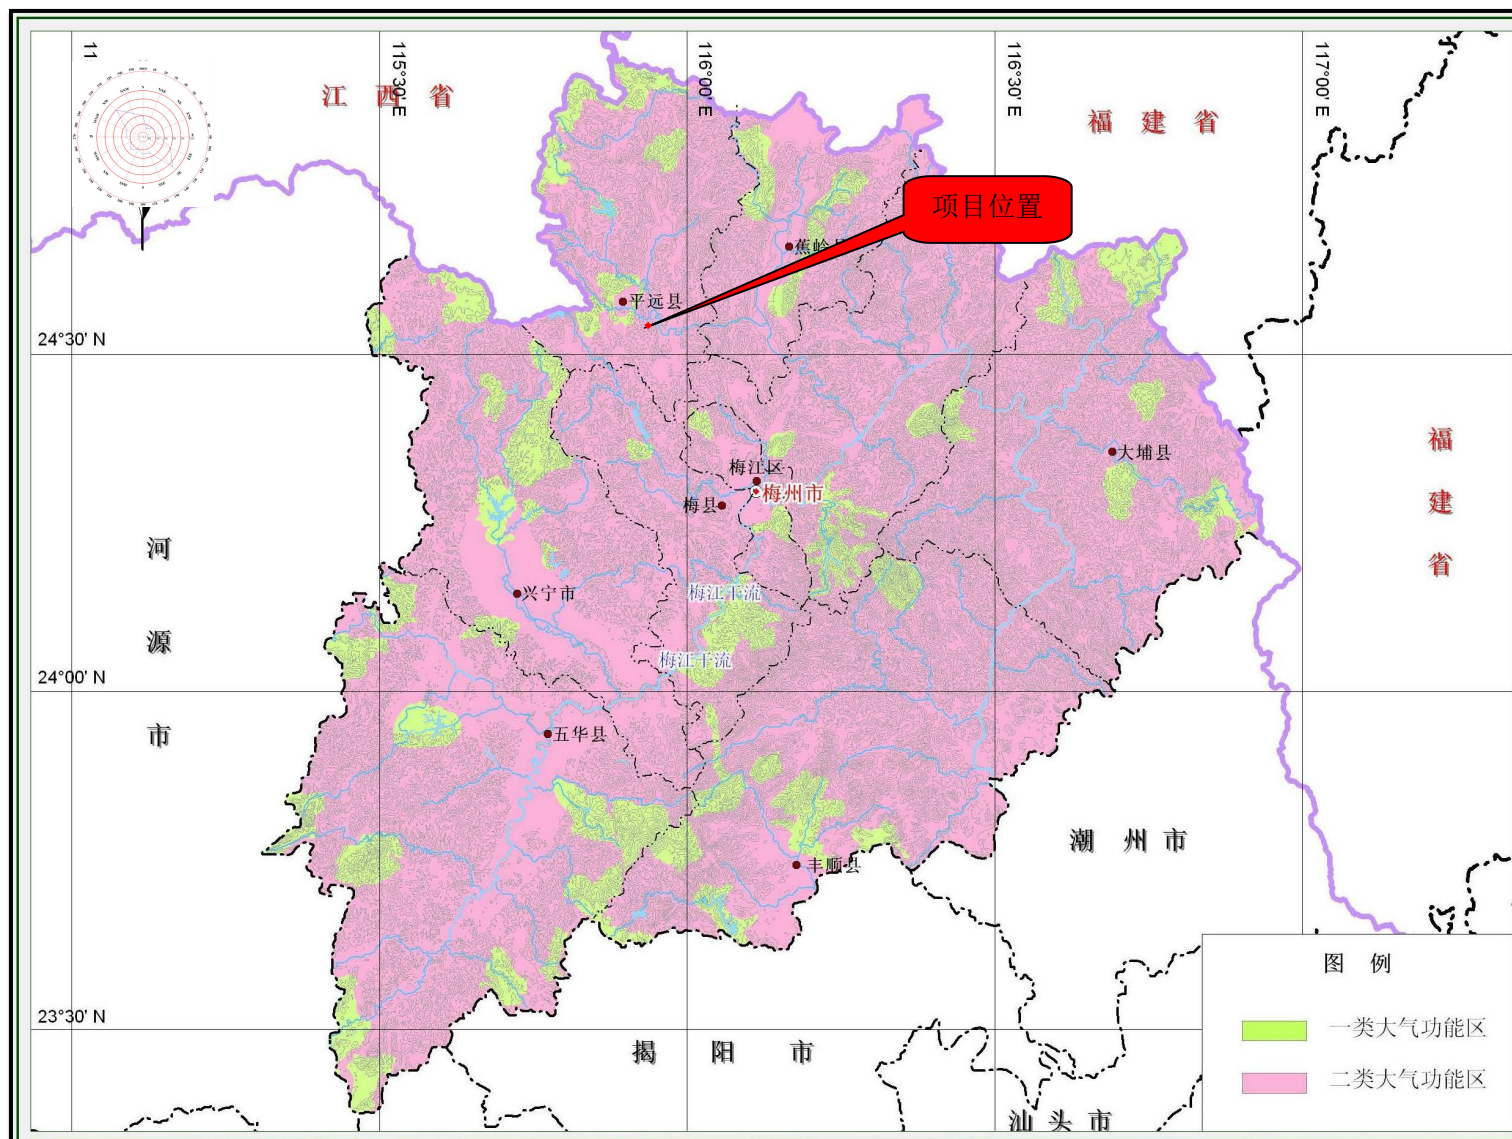 11
115°30' E
116°00' E
116°30' E
117°00' E
江 西 省
福 建 省
项目位置
蕉岭县
平远县
24°30' N
福
建
省
大埔县
梅江区
梅州市
梅县
河
源
市
兴宁市
梅江干流
梅江干流
24°00' N
五华县
潮 州 市
丰顺县
图 例
一类大气功能区
二类大气功能区
23°30' N
揭 阳 市
汕 头 市